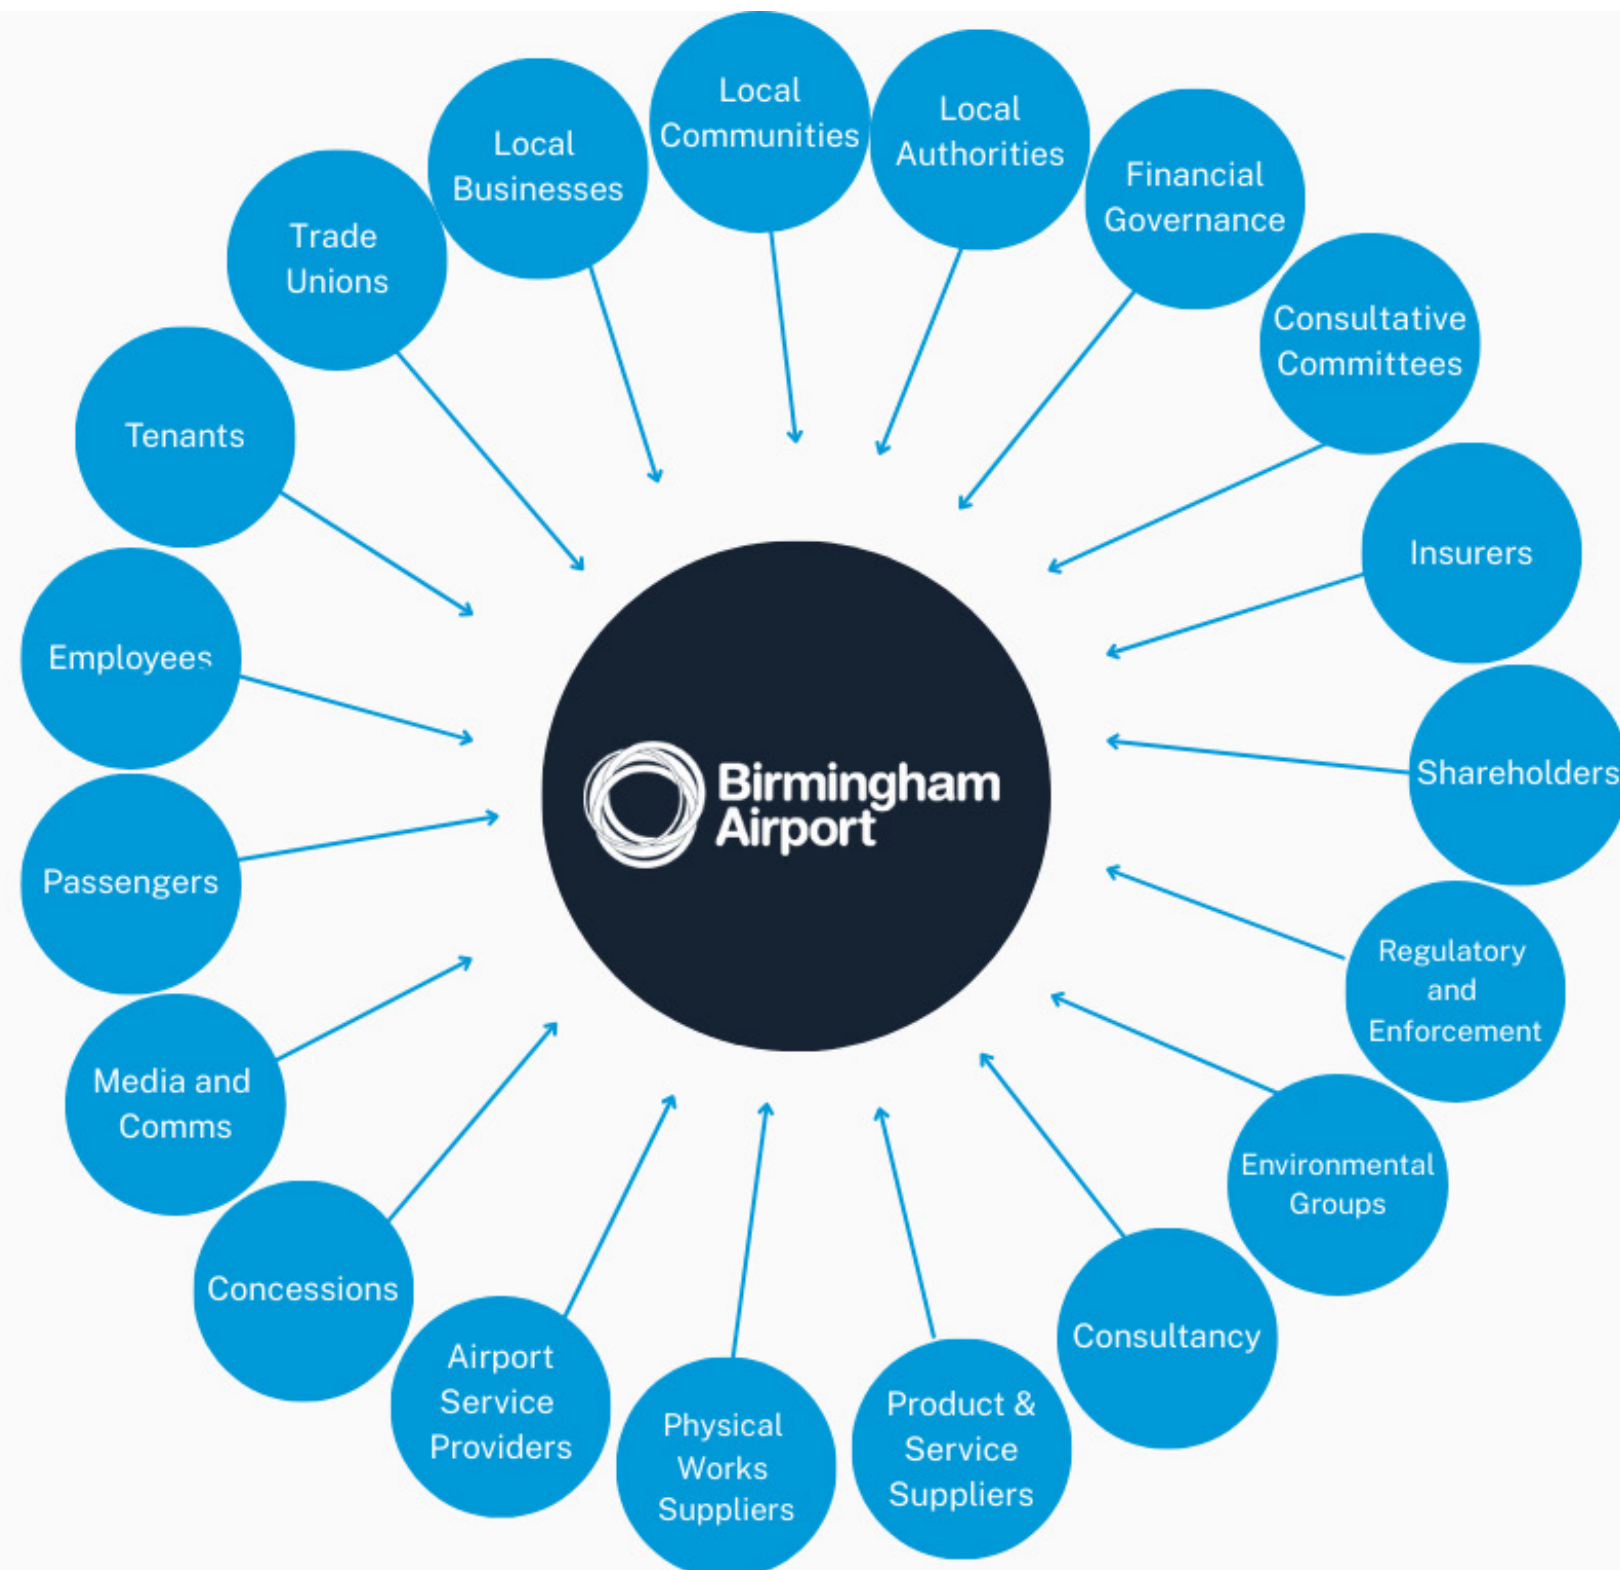 Local
Communities
Local
Authorities
Financial
Governance
Consultative
Committees
Insurers
Shareholders
Regulatory
and
Enforcement
Environmental
Groups
Consultancy
Product &
Service
Suppliers
Physical
Works
Suppliers
Airport
Service
Providers
Concessions
Media and
Comms
Passengers
Employees
Tenants
Trade
Unions
Local
Businesses
Birmingham
Airport